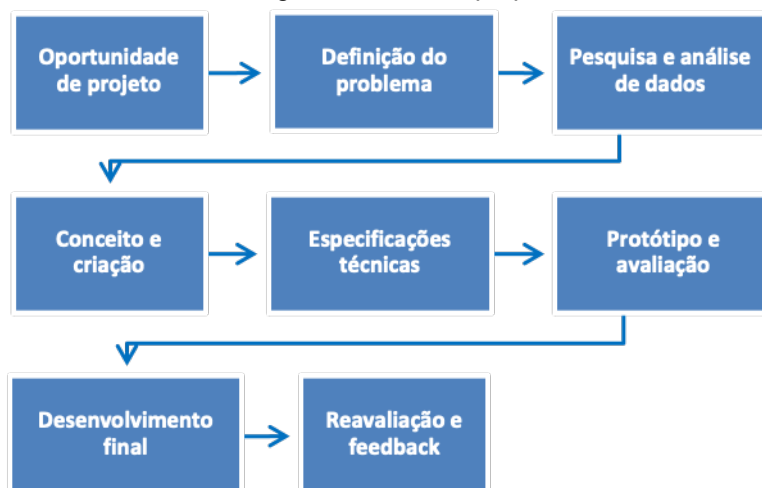 Oportunidade
de projeto
Definição do
problema
Pesquisa e análise
de dados
Conceito e
criação
Especificações
técnicas
Protótipo e
avaliação
Desenvolvimento
final
Reavaliação e
feedback